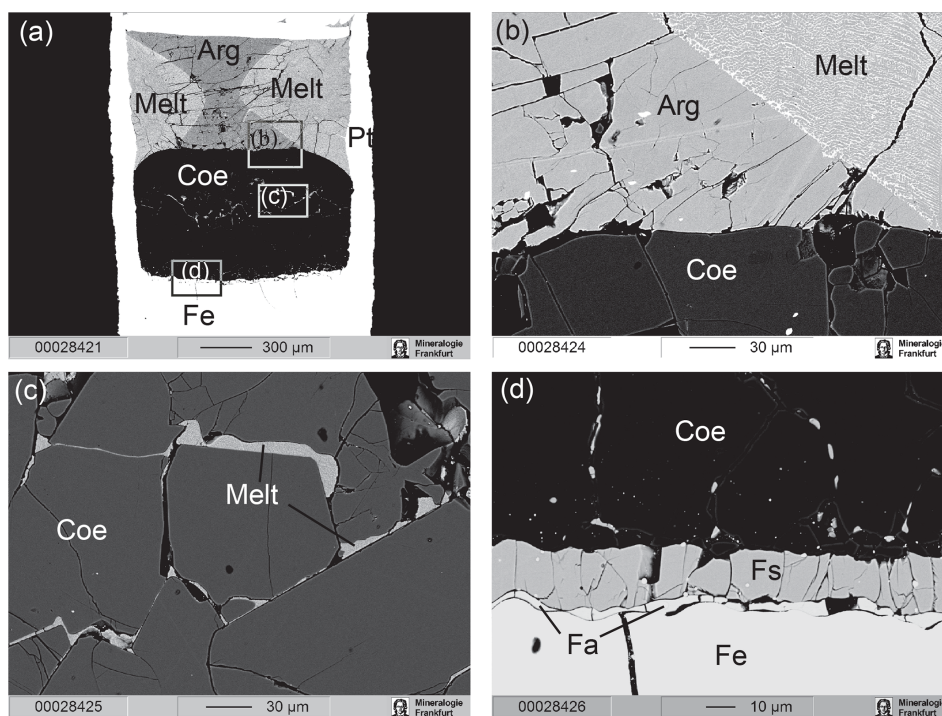 (a)
Arg
Melt
Melt
Pt
(b)
Coe
(c)
(d)
Fe
00028421
300 µm
Mineralogie
Frankfurt
(b)
Melt
Arg
Coe
00028424
30 µm
Mineralogie
Frankfurt
(c)
Melt
Coe
00028425
30 µm
Mineralogie
Frankfurt
(d)
Coe
Fs
Fa
Fe
00028426
10 µm
Mineralogie
Frankfurt